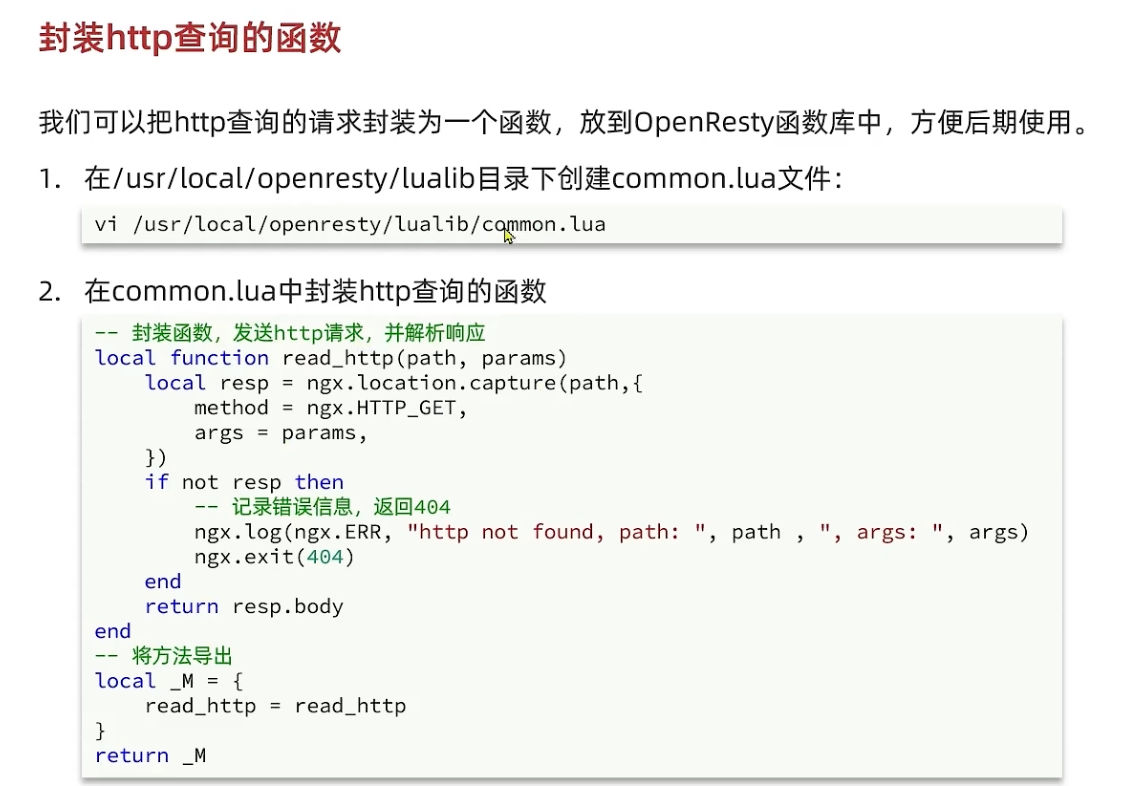 封装http查询的函数
我们可以把http查询的请求封装为一个函数，放到OpenResty函数库中，方便后期使用。
1. 在/usr/local/openresty/lualib目录下创建common.lua文件：
vi /usr/local/openresty/lualib/common.lua
2. 在common.lua中封装http查询的函数
-- 封装函数，发送http请求，并解析响应
local function read_http(path, params)
    local resp = ngx.location.capture(path,{
        method = ngx.HTTP_GET,
        args = params,
    })
    if not resp then
        -- 记录错误信息，返回404
        ngx.log(ngx.ERR, "http not found, path: ", path , ", args: ", args)
        ngx.exit(404)
    end
    return resp.body
end
-- 将方法导出
local _M = {
    read_http = read_http
}
return _M